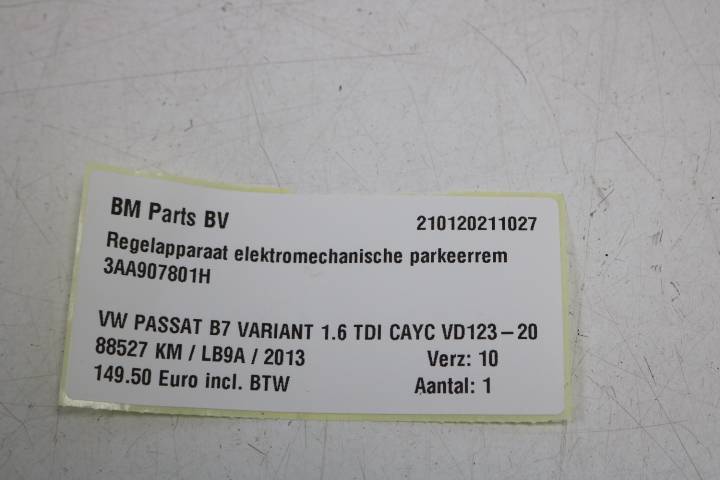 BM Parts BV 210120211027
Regelapparaat elektromechanische parkeerrem
3AA907801H
VW PASSAT B7 VARIANT 1.6 TDI CAYC VD123-20
88527 KM / LB9A / 2013 Verz: 10
149.50 Euro incl. BTW Aantal: 1